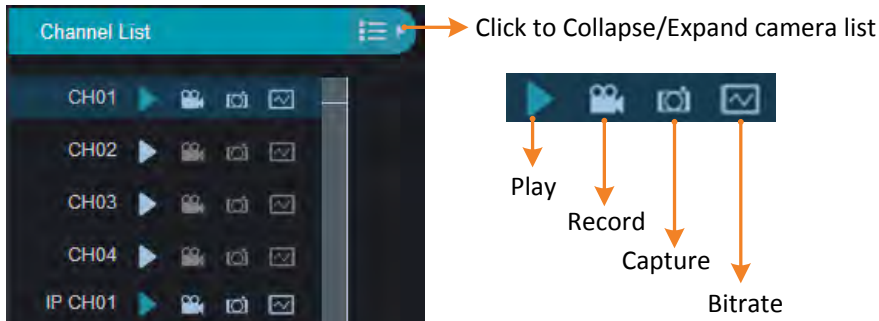 Channel List
Click to Collapse/Expand camera list
CH01
CH02
CH03
CH04
IP CH01
Play
Record
Capture
Bitrate